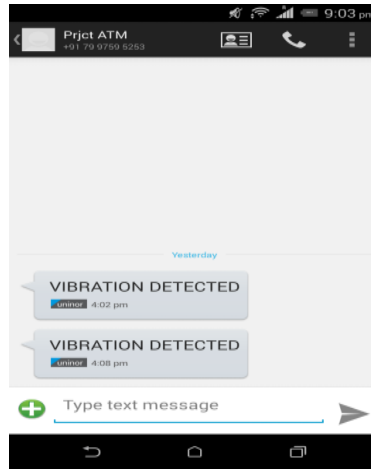 9:03 pm
Prjct ATM
+91 79 9759 5253
Yesterday
VIBRATION DETECTED
uninor 4:02 pm
VIBRATION DETECTED
uninor 4:08 pm
Type text message